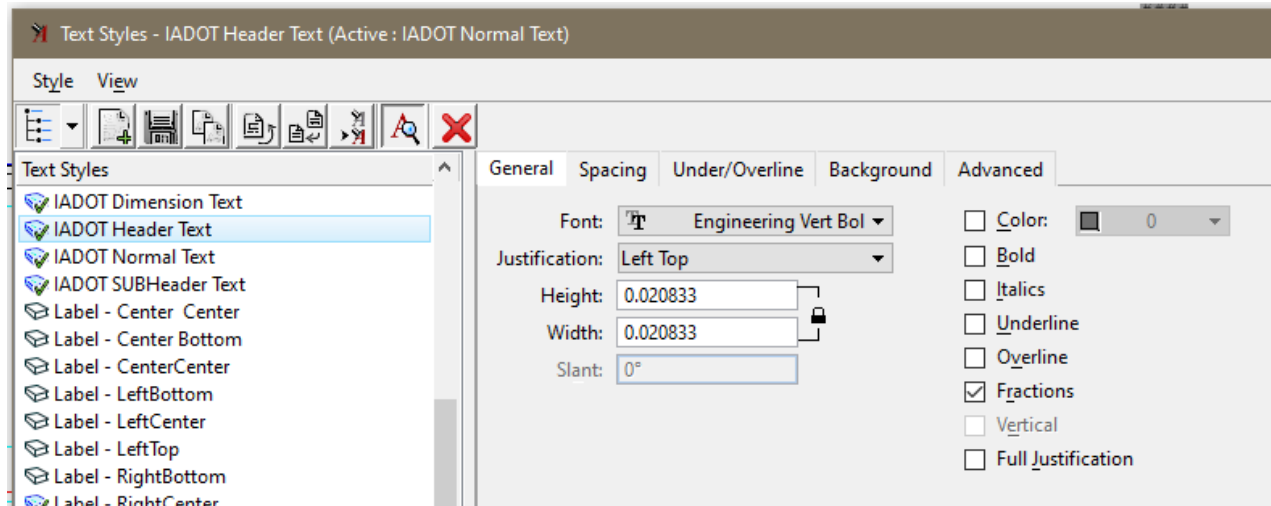 Text Styles - IADOT Header Text (Active : IADOT Normal Text)
Style View
Text Styles
IADOT Dimension Text
IADOT Header Text
IADOT Normal Text
IADOT SUBHeader Text
Label - Center  Center
Label - Center Bottom
Label - CenterCenter
Label - LeftBottom
Label - LeftCenter
Label - LeftTop
Label - RightBottom
Label - RightCenter
General Spacing Under/Overline Background Advanced
Font: Engineering Vert Bol
Justification: Left Top
Height: 0.020833
Width: 0.020833
Slant: 0°
Color: 0
Bold
Italics
Underline
Overline
Fractions
Vertical
Full Justification